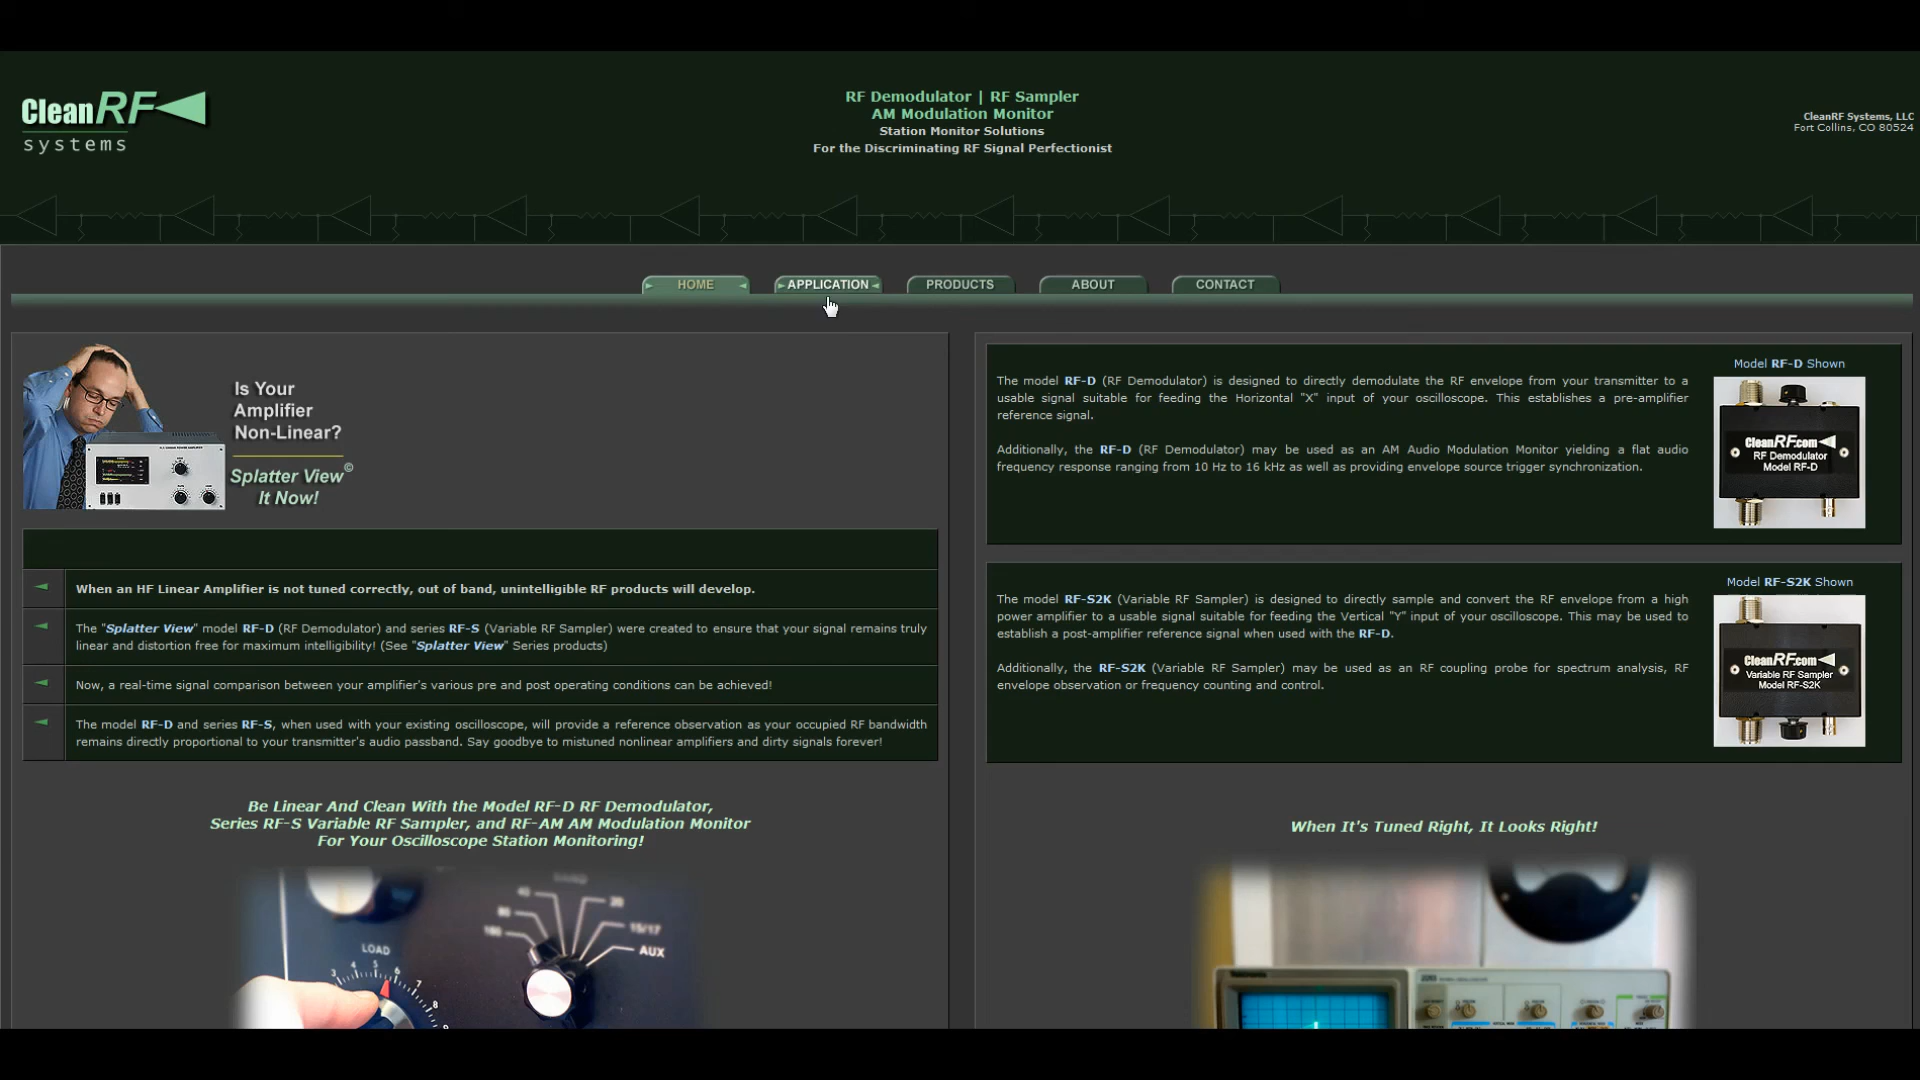 CleanRF
systems
RF Demodulator | RF Sampler
AM Modulation Monitor
Station Monitor Solutions
For the Discriminating RF Signal Perfectionist
CleanRF Systems, LLC
Fort Collins, CO 80524
HOME
APPLICATION
PRODUCTS
ABOUT
CONTACT
Is Your
Amplifier
Non-Linear?
Splatter View©
It Now!
When an HF Linear Amplifier is not tuned correctly, out of band, unintelligible RF products will develop.
The "Splatter View" model RF-D (RF Demodulator) and series RF-S (Variable RF Sampler) were created to ensure that your signal remains truly
linear and distortion free for maximum intelligibility! (See "Splatter View" Series products)
Now, a real-time signal comparison between your amplifier's various pre and post operating conditions can be achieved!
The model RF-D and series RF-S, when used with your existing oscilloscope, will provide a reference observation as your occupied RF bandwidth
remains directly proportional to your transmitter's audio passband. Say goodbye to mistuned nonlinear amplifiers and dirty signals forever!
Be Linear And Clean With the Model RF-D RF Demodulator,
Series RF-S Variable RF Sampler, and RF-AM AM Modulation Monitor
For Your Oscilloscope Station Monitoring!
40
20
80
15/17
160
AUX
LOAD
3 4 5 6 7 8
Model RF-D Shown
The model RF-D (RF Demodulator) is designed to directly demodulate the RF envelope from your transmitter to a
usable signal suitable for feeding the Horizontal "X" input of your oscilloscope. This establishes a pre-amplifier
reference signal.
Additionally, the RF-D (RF Demodulator) may be used as an AM Audio Modulation Monitor yielding a flat audio
frequency response ranging from 10 Hz to 16 kHz as well as providing envelope source trigger synchronization.
CleanRF.com
RF Demodulator
Model RF-D
Model RF-S2K Shown
The model RF-S2K (Variable RF Sampler) is designed to directly sample and convert the RF envelope from a high
power amplifier to a usable signal suitable for feeding the Vertical "Y" input of your oscilloscope. This may be used to
establish a post-amplifier reference signal when used with the RF-D.
Additionally, the RF-S2K (Variable RF Sampler) may be used as an RF coupling probe for spectrum analysis, RF
envelope observation or frequency counting and control.
CleanRF.com
Variable RF Sampler
Model RF-S2K
When It's Tuned Right, It Looks Right!
Tektronix